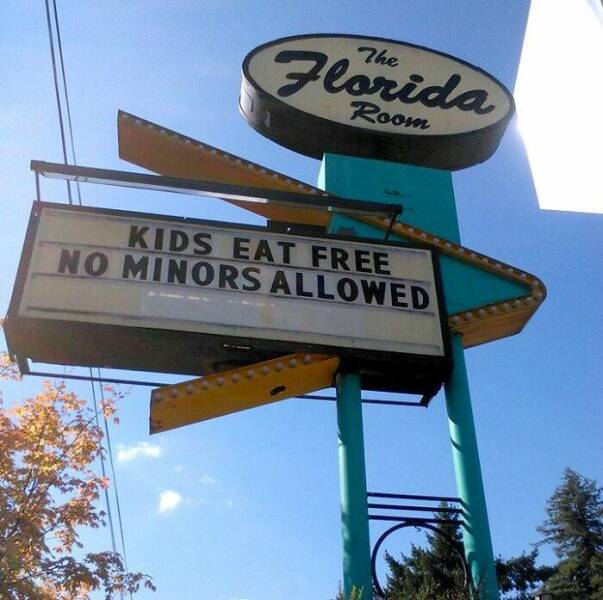 The
Florida
Room
KIDS EAT FREE
NO MINORS ALLOWED